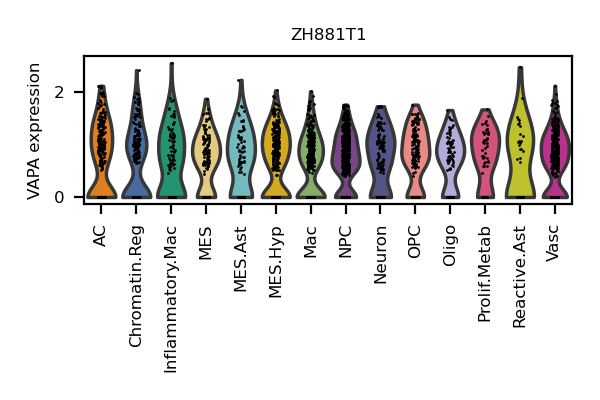 ZH881T1
VAPA expression
2
0
AC
Chromatin.Reg
Inflammatory.Mac
MES
MES.Ast
MES.Hyp
Mac
NPC
Neuron
OPC
Oligo
Prolif.Metab
Reactive.Ast
Vasc